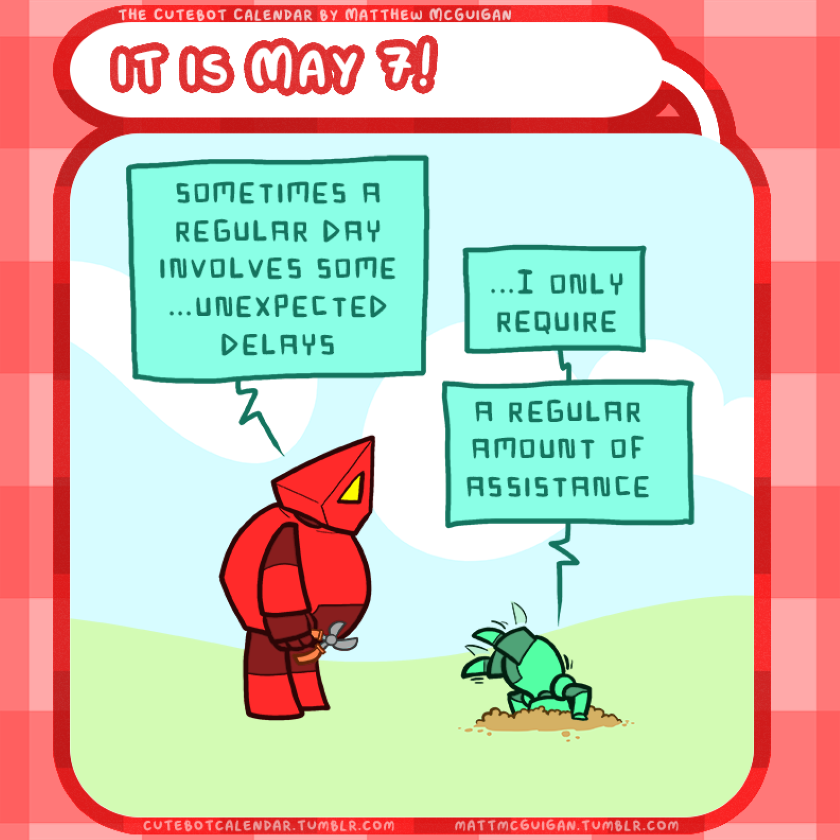 THE CUTEBOT CALENDAR BY MATTHEW MCGUIGAN
IT IS MAY 7!
SOMETIMES A
REGULAR DAY
INVOLVES SOME
...UNEXPECTED
DELAYS
...I ONLY
REQUIRE
A REGULAR
AMOUNT OF
ASSISTANCE
CUTEBOTCALENDAR.TUMBLR.COM
MATTMCGUIGAN.TUMBLR.COM